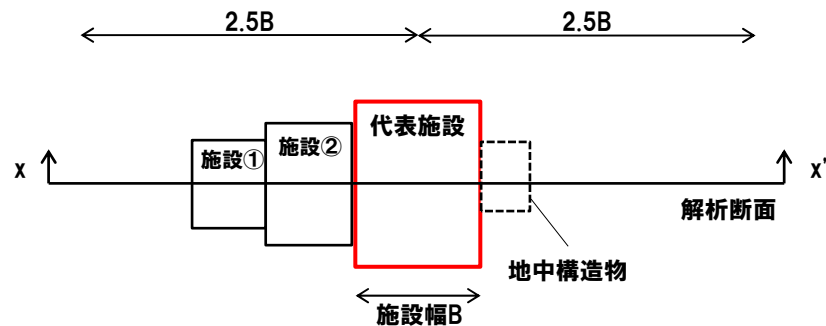 2.5B
2.5B
代表施設
施設②
施設①
x
x'
解析断面
地中構造物
施設幅B